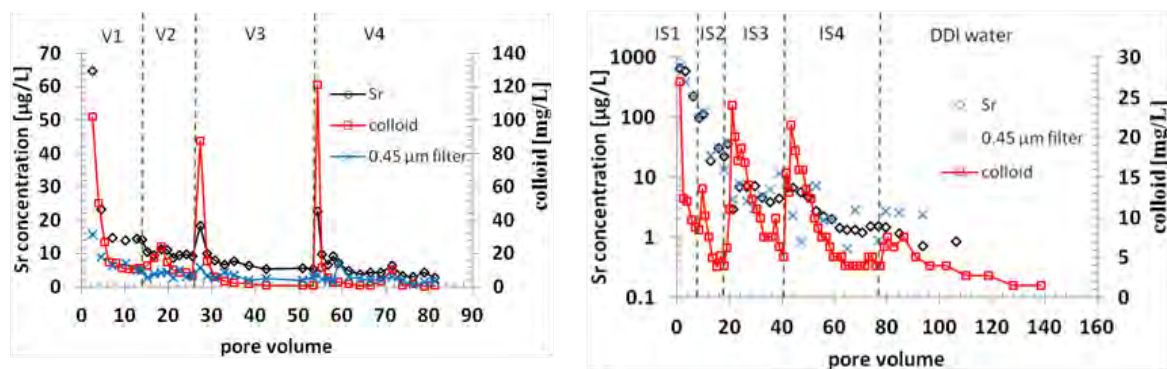 V1 V2 V3 V4
70 140
60 120
50 100
40 80
30 60
20 40
10 20
0 0
0 10 20 30 40 50 60 70 80 90
Sr concentration [µg/L]
colloid [mg/L]
pore volume
Sr
colloid
0.45 µm filter
IS1 IS2 IS3 IS4 DDI water
1000 30
100 25
10 20
1 15
0.1 10
5
0
0 20 40 60 80 100 120 140 160
Sr concentration [µg/L]
colloid [mg/L]
pore volume
Sr
0.45 µm filter
colloid